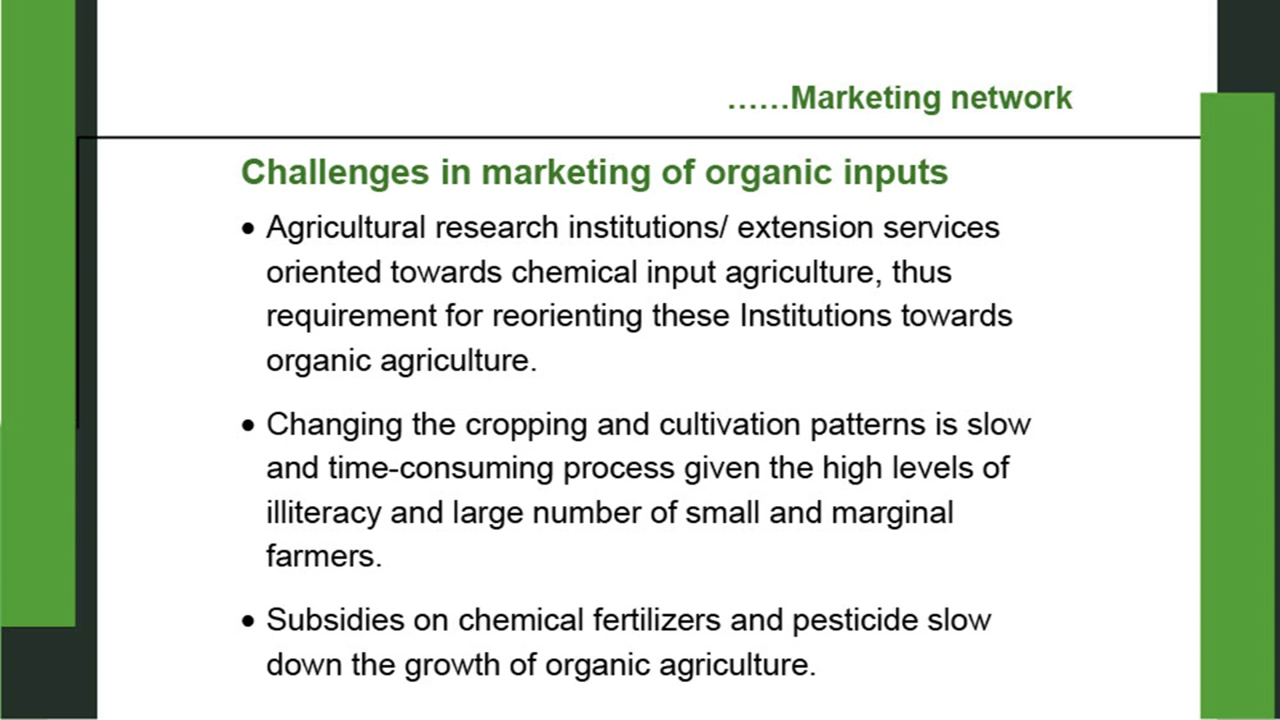 ......Marketing network
Challenges in marketing of organic inputs
• Agricultural research institutions/ extension services
oriented towards chemical input agriculture, thus
requirement for reorienting these Institutions towards
organic agriculture.
• Changing the cropping and cultivation patterns is slow
and time-consuming process given the high levels of
illiteracy and large number of small and marginal
farmers.
• Subsidies on chemical fertilizers and pesticide slow
down the growth of organic agriculture.